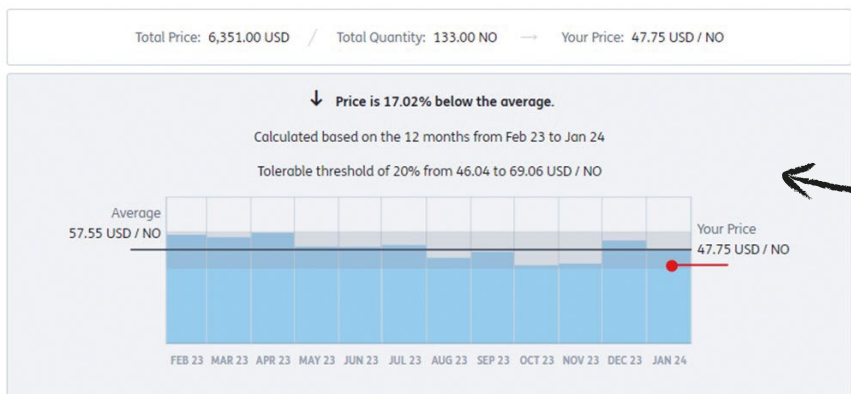 Total Price: 6,351.00 USD / Total Quantity: 133.00 NO → Your Price: 47.75 USD / NO
↓ Price is 17.02% below the average.
Calculated based on the 12 months from Feb 23 to Jan 24
Tolerable threshold of 20% from 46.04 to 69.06 USD / NO
Average
57.55 USD / NO
Your Price
47.75 USD / NO
FEB 23 MAR 23 APR 23 MAY 23 JUN 23 JUL 23 AUG 23 SEP 23 OCT 23 NOV 23 DEC 23 JAN 24